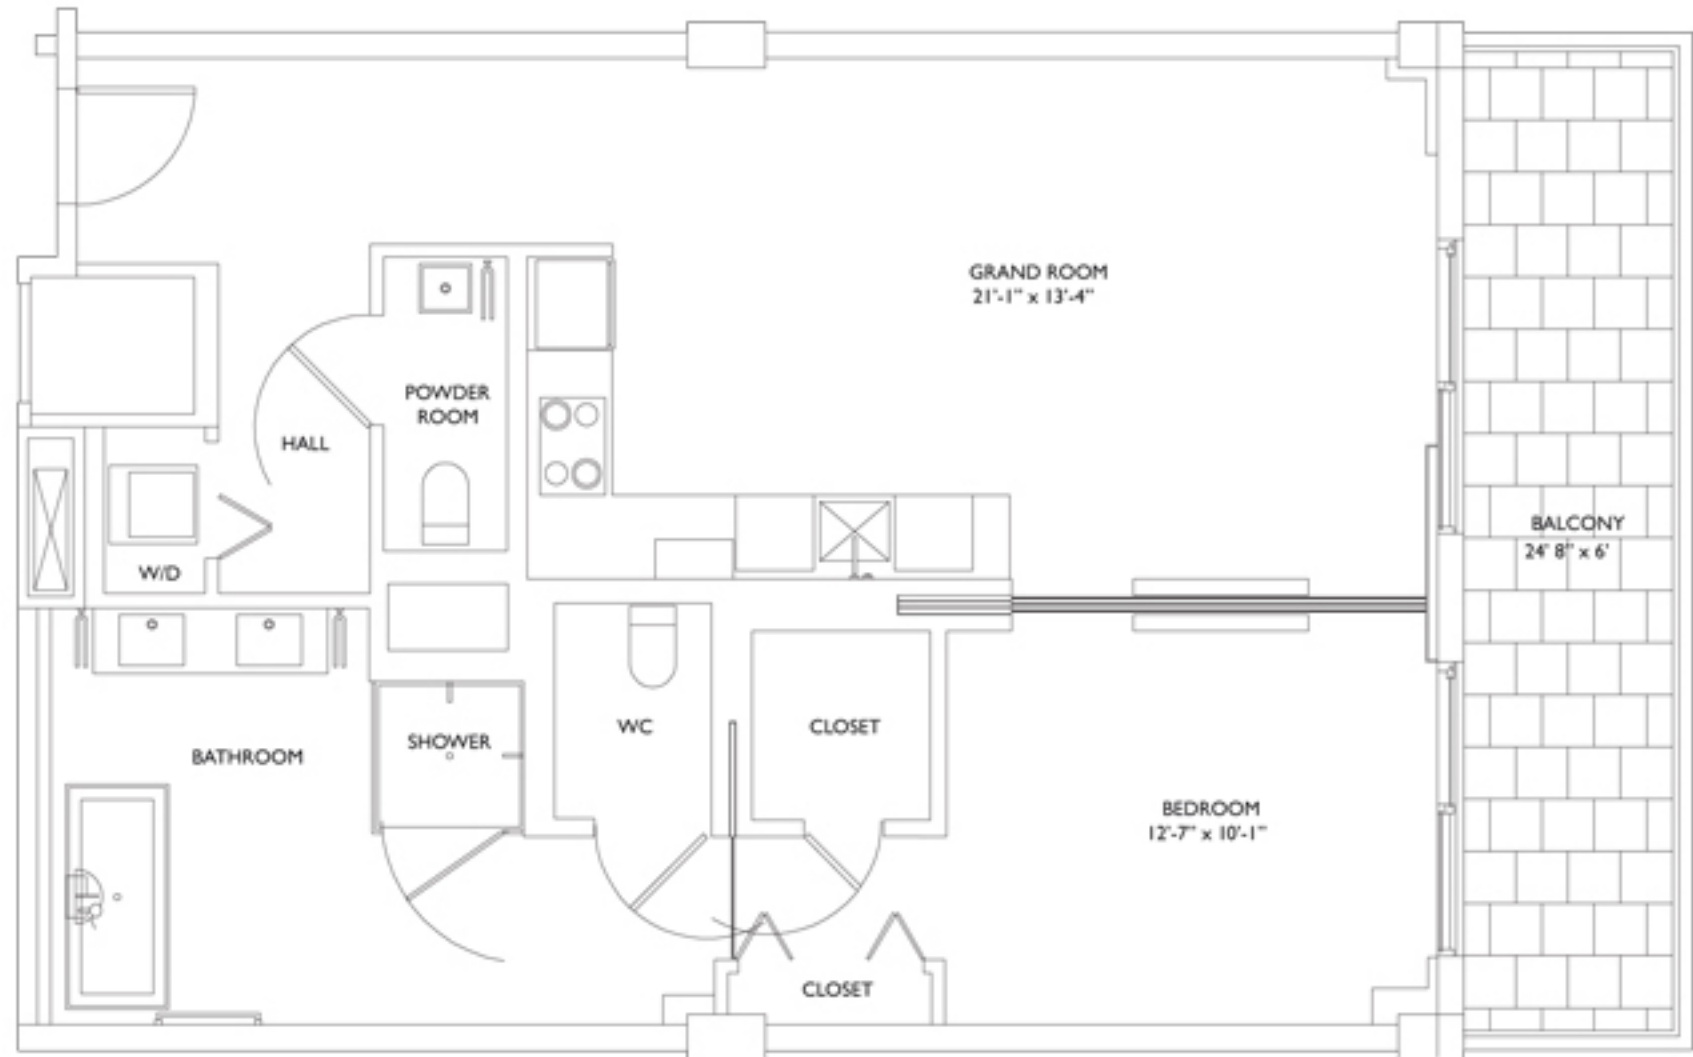 GRAND ROOM
21'-1" x 13'-4"
POWDER
ROOM
HALL
BALCONY
24' 8" x 6'
W/D
WC
CLOSET
SHOWER
BATHROOM
BEDROOM
12'-7" x 10'-1"
CLOSET